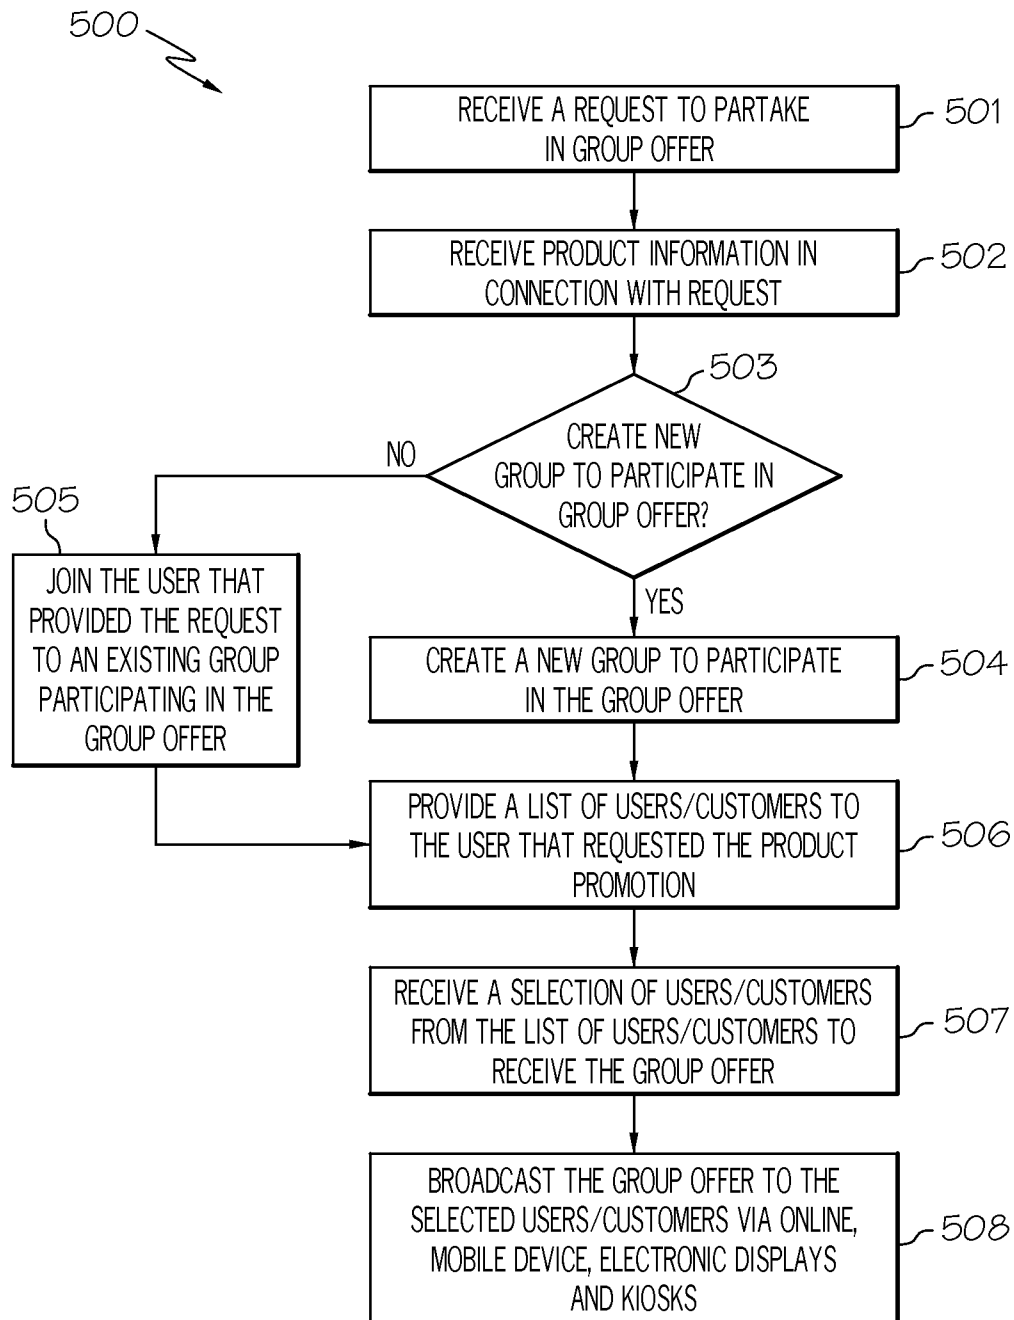 500
RECEIVE A REQUEST TO PARTAKE
IN GROUP OFFER
501
RECEIVE PRODUCT INFORMATION IN
CONNECTION WITH REQUEST
502
503
CREATE NEW
GROUP TO PARTICIPATE IN
GROUP OFFER?
NO
YES
505
JOIN THE USER THAT
PROVIDED THE REQUEST
TO AN EXISTING GROUP
PARTICIPATING IN THE
GROUP OFFER
CREATE A NEW GROUP TO PARTICIPATE
IN THE GROUP OFFER
504
PROVIDE A LIST OF USERS/CUSTOMERS TO
THE USER THAT REQUESTED THE PRODUCT
PROMOTION
506
RECEIVE A SELECTION OF USERS/CUSTOMERS
FROM THE LIST OF USERS/CUSTOMERS TO
RECEIVE THE GROUP OFFER
507
BROADCAST THE GROUP OFFER TO THE
SELECTED USERS/CUSTOMERS VIA ONLINE,
MOBILE DEVICE, ELECTRONIC DISPLAYS
AND KIOSKS
508